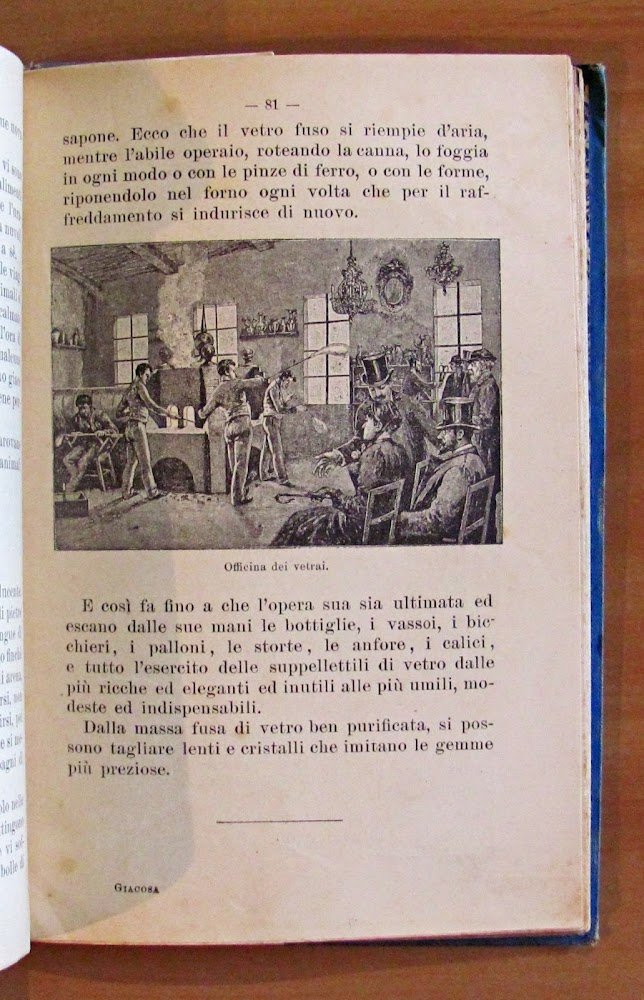 — 81 —
sapone. Ecco che il vetro fuso si riempie d'aria,
mentre l'abile operaio, roteando la canna, lo foggia
in ogni modo o con le pinze di ferro, o con le forme,
riponendolo nel forno ogni volta che per il raf-
freddamento si indurisce di nuovo.
Officina dei vetrai.
E così fa fino a che l'opera sua sia ultimata ed
escano dalle sue mani le bottiglie, i vassoi, i bic-
chieri, i palloni, le storte, le anfore, i calici,
e tutto l'esercito delle suppellettili di vetro dalle
più ricche ed eleganti ed inutili alle più umili, mo-
deste ed indispensabili.
Dalla massa fusa di vetro ben purificata, si pos-
sono tagliare lenti e cristalli che imitano le gemme
più preziose.
GIACOSA